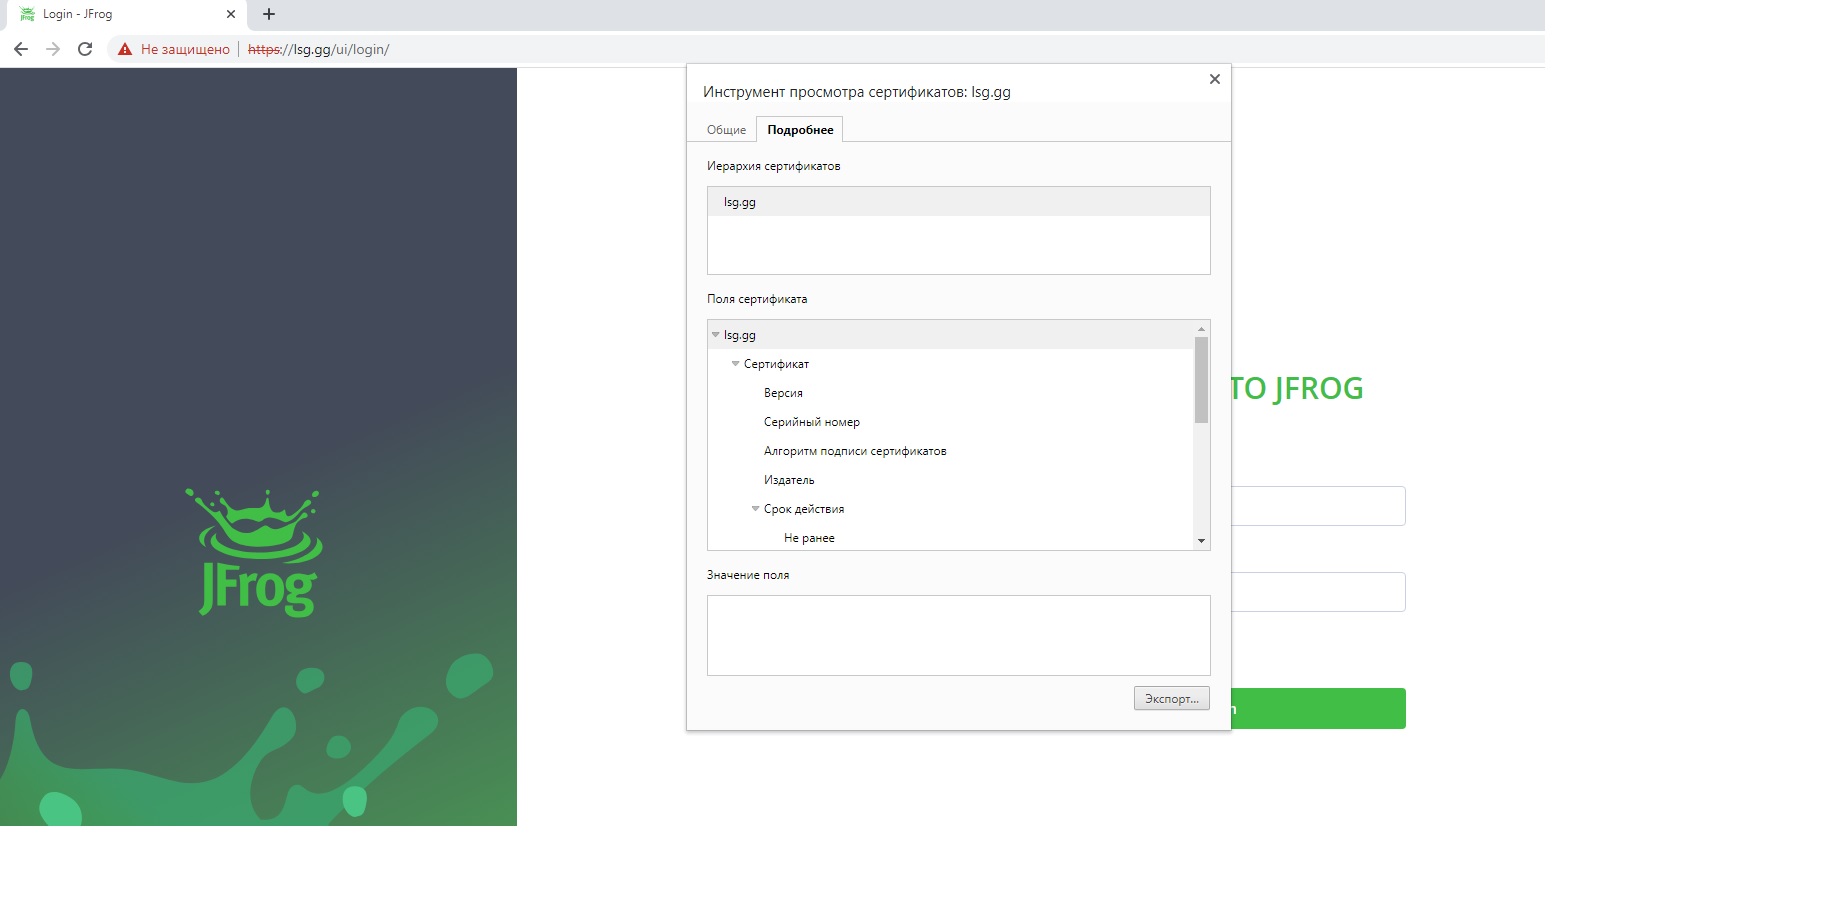 Login - JFrog
Не защищено
https://lsg.gg/ui/login/
Инструмент просмотра сертификатов: lsg.gg
Общие
Подробнее
Иерархия сертификатов
lsg.gg
Поля сертификата
lsg.gg
Сертификат
Версия
Серийный номер
Алгоритм подписи сертификатов
Издатель
Срок действия
Не ранее
Значение поля
Экспорт...
TO JFROG
JFrog